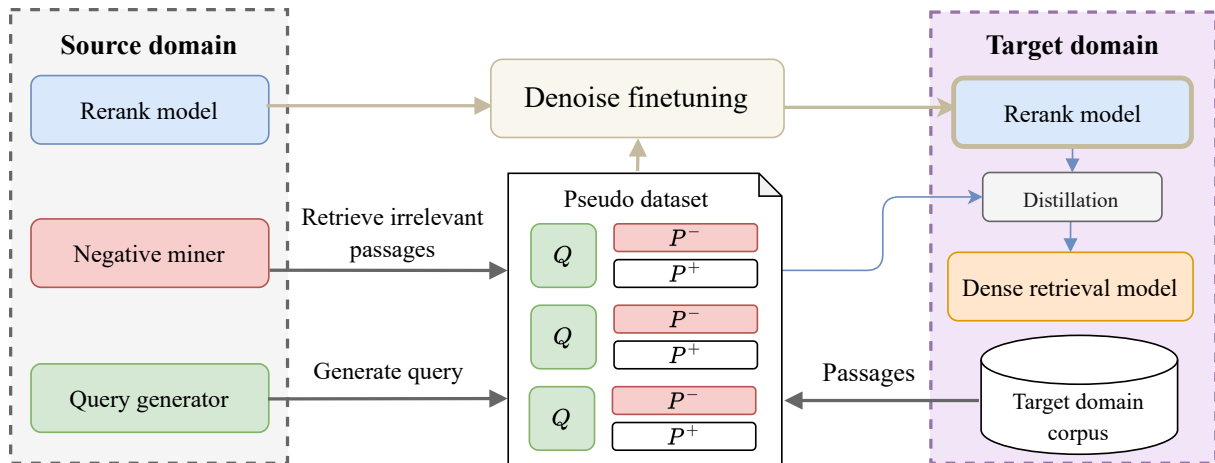 Source domain
Rerank model
Negative miner
Query generator
Retrieve irrelevant
passages
Generate query
Denoise finetuning
Pseudo dataset
Q
P⁻
P⁺
Q
P⁻
P⁺
Q
P⁻
P⁺
Passages
Target domain
Rerank model
Distillation
Dense retrieval model
Target domain
corpus